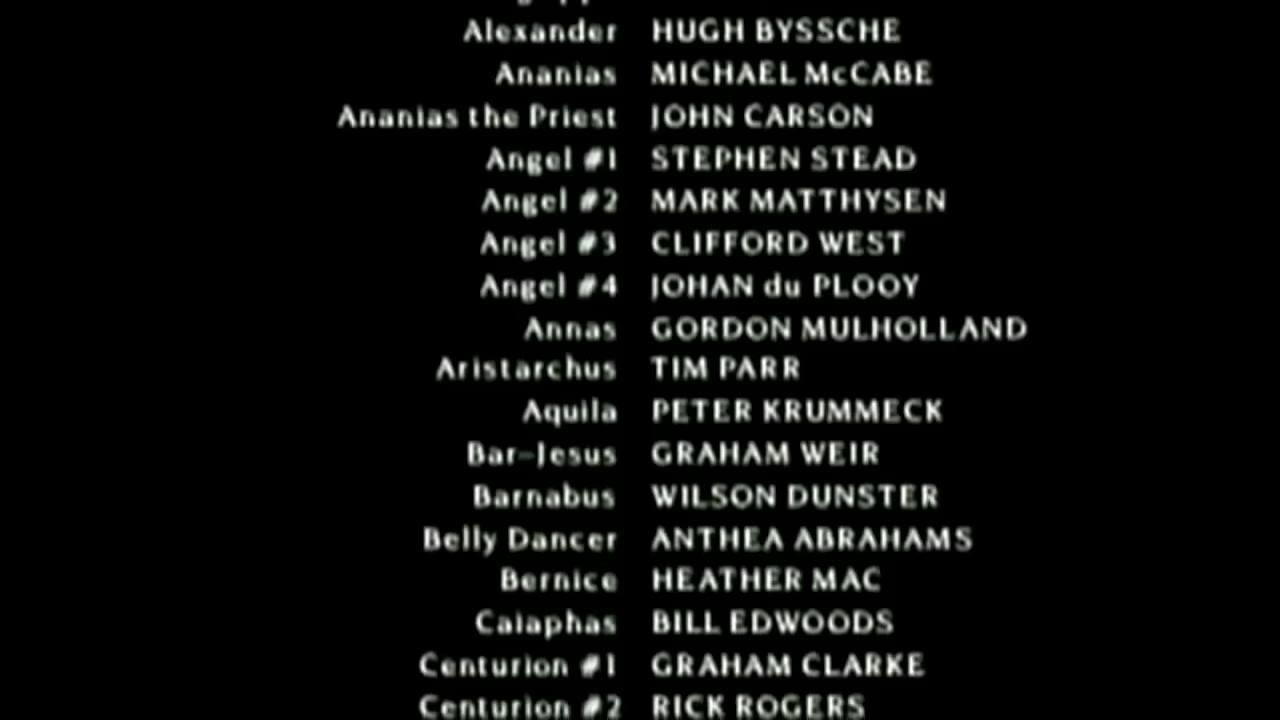 Alexander HUGH BYSSCHE
Ananias MICHAEL McCABE
Ananias the Priest JOHN CARSON
Angel #1 STEPHEN STEAD
Angel #2 MARK MATTHYSEN
Angel #3 CLIFFORD WEST
Angel #4 JOHAN du PLOOY
Annas GORDON MULHOLLAND
Aristarchus TIM PARR
Aquila PETER KRUMMECK
Bar-Jesus GRAHAM WEIR
Barnabus WILSON DUNSTER
Belly Dancer ANTHEA ABRAHAMS
Bernice HEATHER MAC
Caiaphas BILL EDWOODS
Centurion #1 GRAHAM CLARKE
Centurion #2 RICK ROGERS